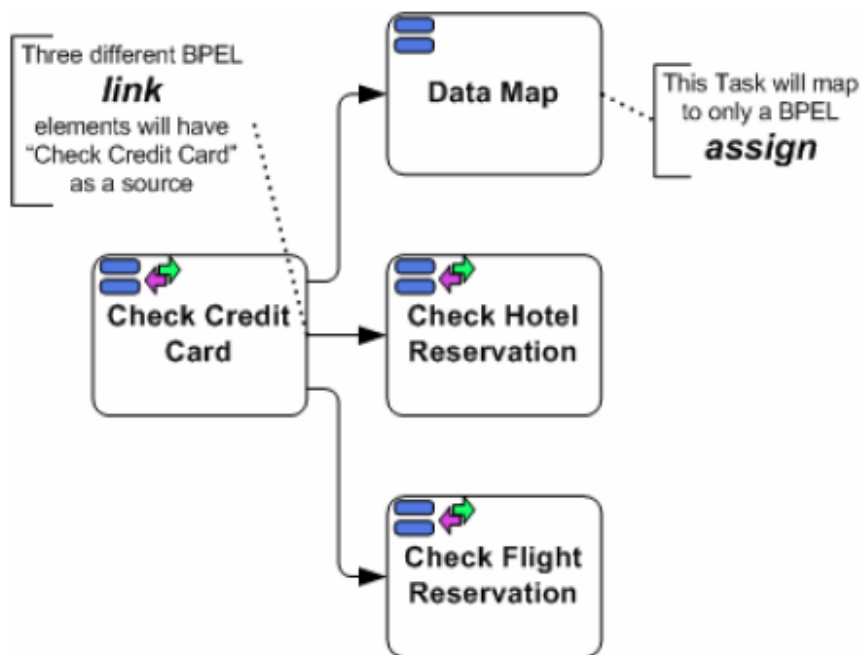 Three different BPEL
link
elements will have
“Check Credit Card”
as a source
Data Map
This Task will map
to only a BPEL
assign
Check Credit
Card
Check Hotel
Reservation
Check Flight
Reservation